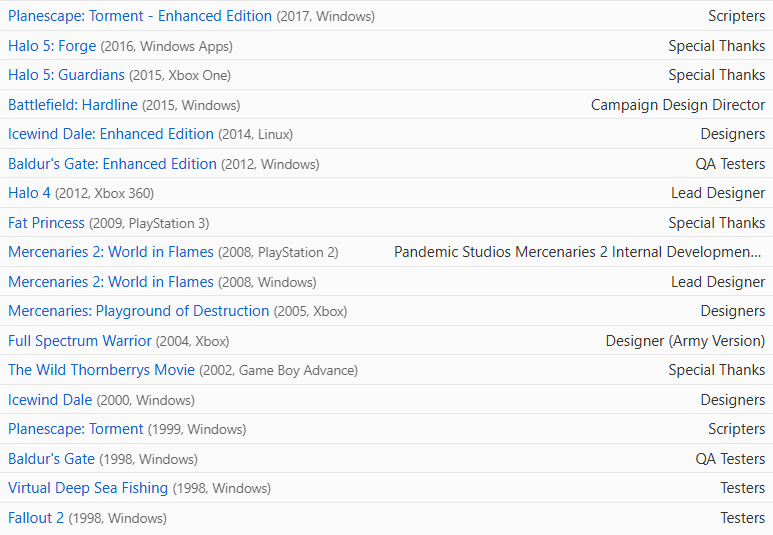 Planescape: Torment - Enhanced Edition (2017, Windows) Scripters
Halo 5: Forge (2016, Windows Apps) Special Thanks
Halo 5: Guardians (2015, Xbox One) Special Thanks
Battlefield: Hardline (2015, Windows) Campaign Design Director
Icewind Dale: Enhanced Edition (2014, Linux) Designers
Baldur's Gate: Enhanced Edition (2012, Windows) QA Testers
Halo 4 (2012, Xbox 360) Lead Designer
Fat Princess (2009, PlayStation 3) Special Thanks
Mercenaries 2: World in Flames (2008, PlayStation 2) Pandemic Studios Mercenaries 2 Internal Developmen...
Mercenaries 2: World in Flames (2008, Windows) Lead Designer
Mercenaries: Playground of Destruction (2005, Xbox) Designers
Full Spectrum Warrior (2004, Xbox) Designer (Army Version)
The Wild Thornberrys Movie (2002, Game Boy Advance) Special Thanks
Icewind Dale (2000, Windows) Designers
Planescape: Torment (1999, Windows) Scripters
Baldur's Gate (1998, Windows) QA Testers
Virtual Deep Sea Fishing (1998, Windows) Testers
Fallout 2 (1998, Windows) Testers